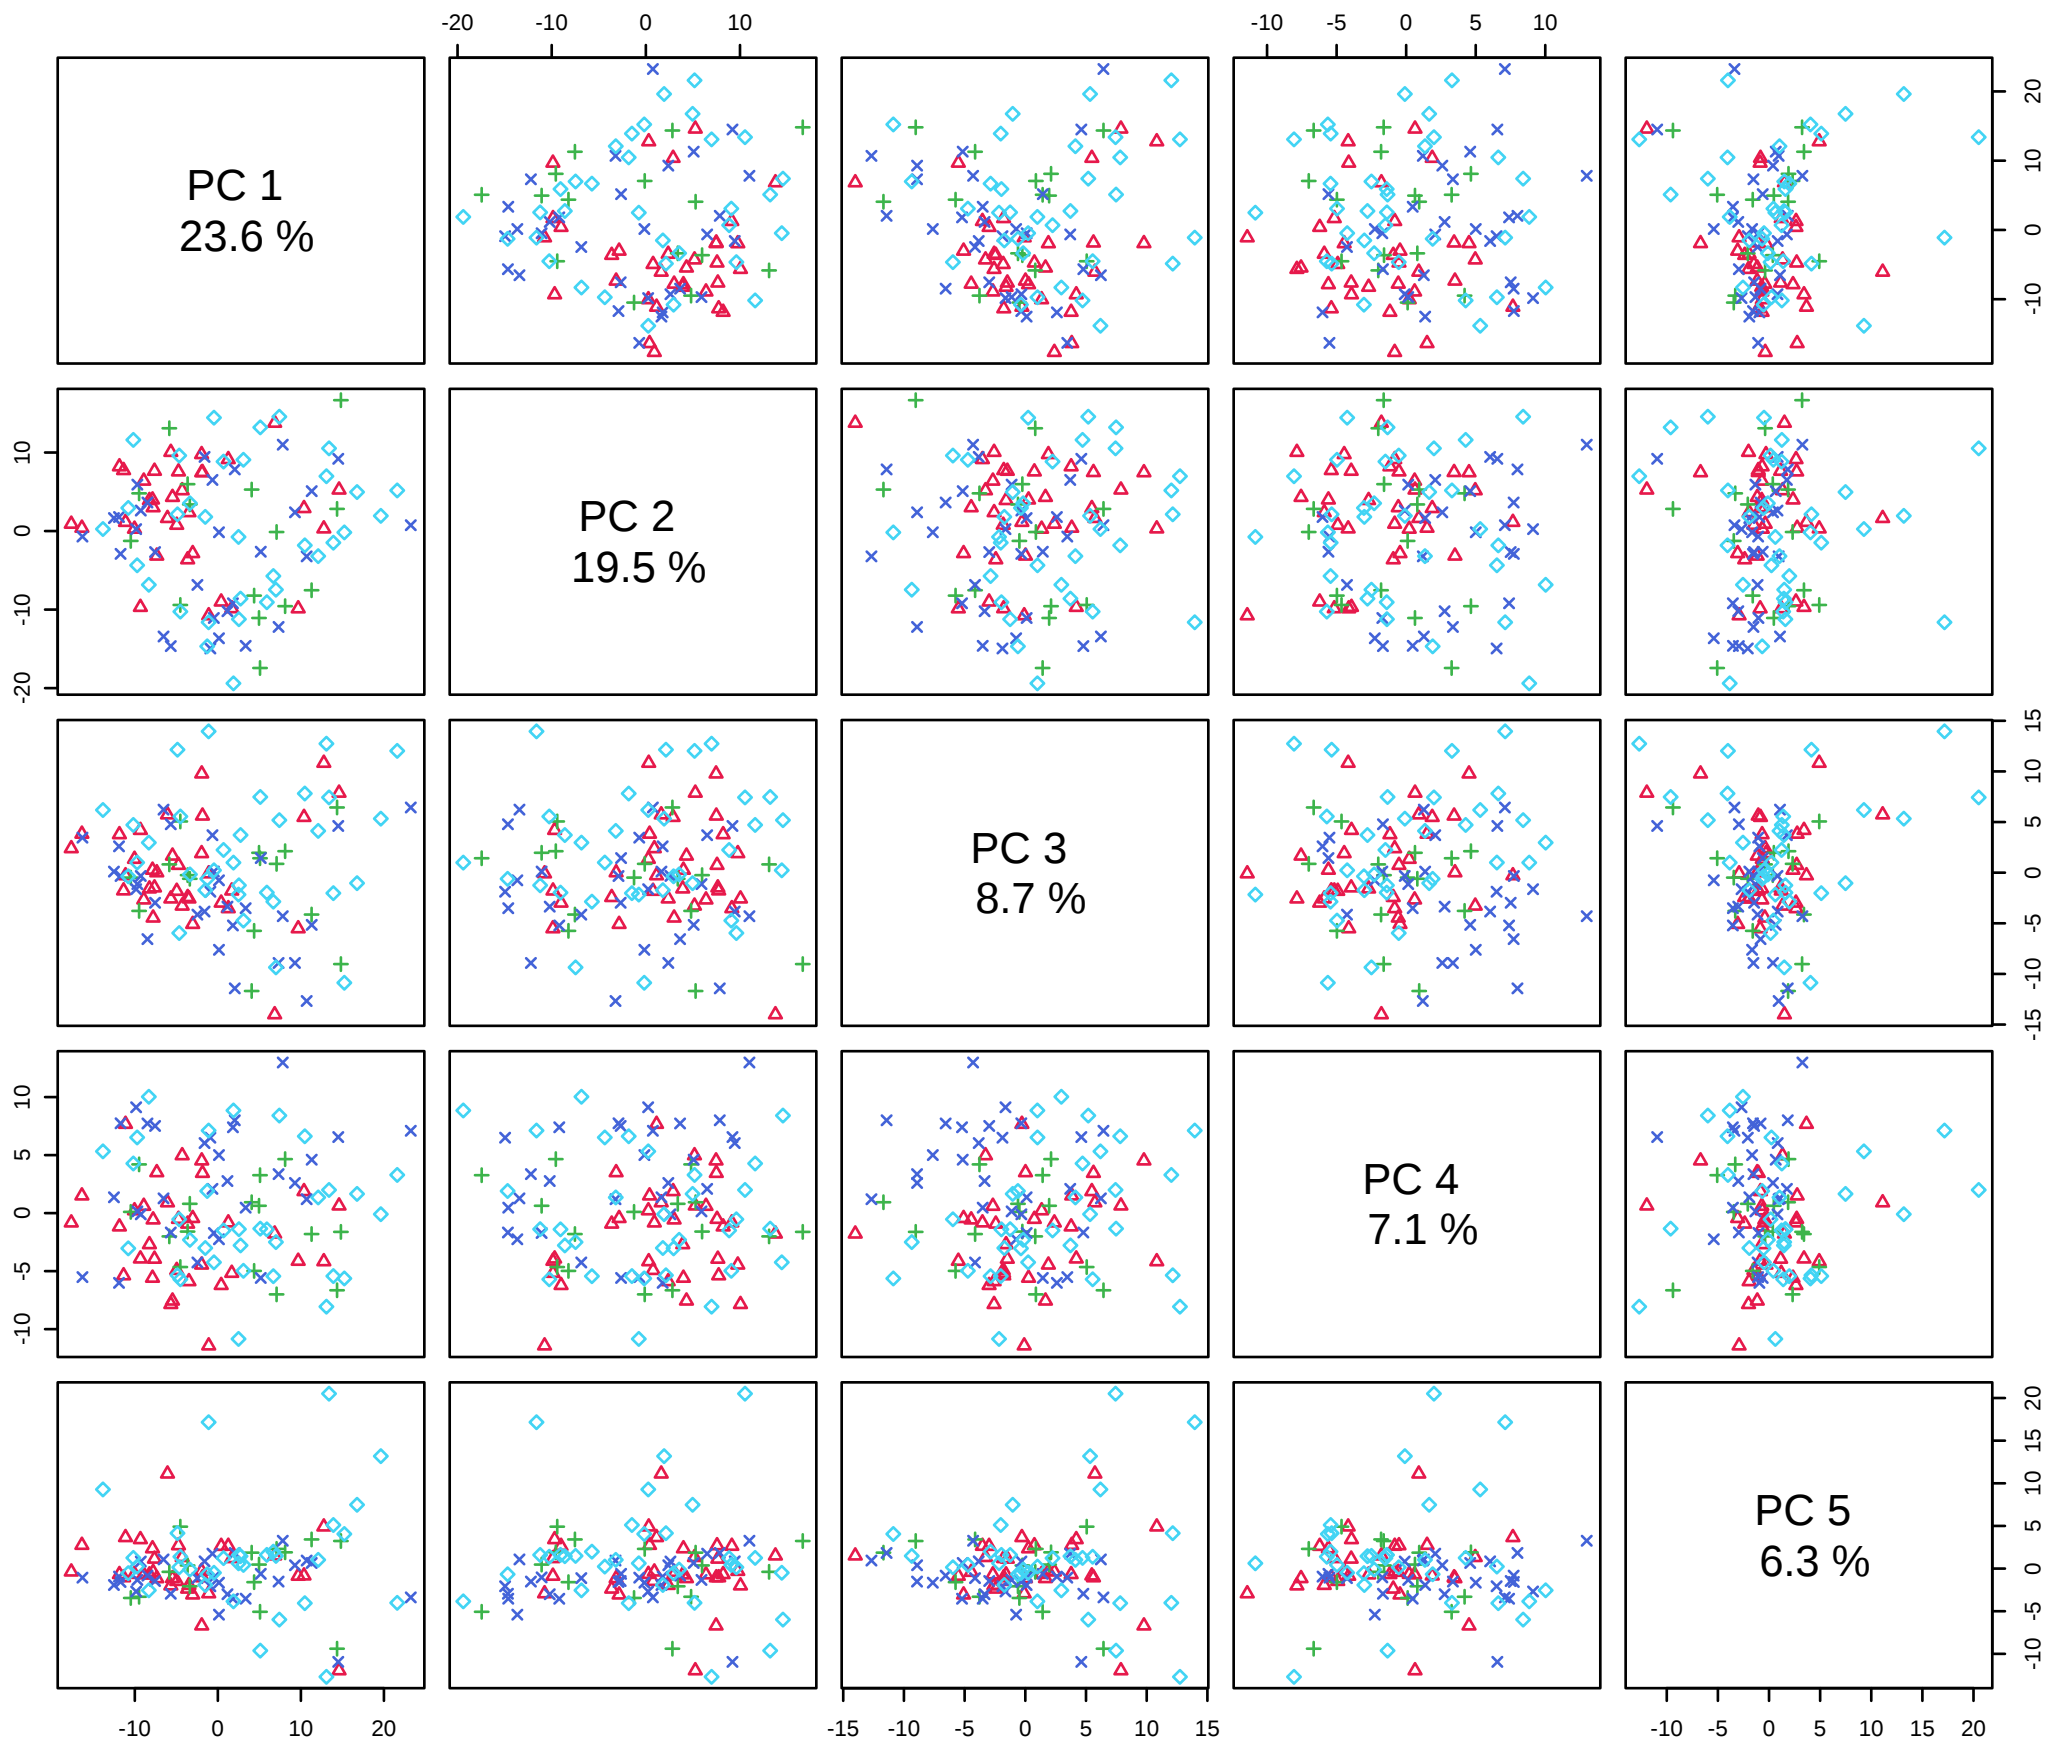 -20 -10 0 10
-10 -5 0 5 10
PC 1
23.6 %
-10 0 10 20
-20 -10 0 10
PC 2
19.5 %
PC 3
8.7 %
-15 -10 -5 0 5 10 15
-10 -5 0 5 10
PC 4
7.1 %
PC 5
6.3 %
-10 -5 0 5 10 15 20
-10 0 10 20
-15 -10 -5 0 5 10 15
-10 -5 0 5 10 15 20